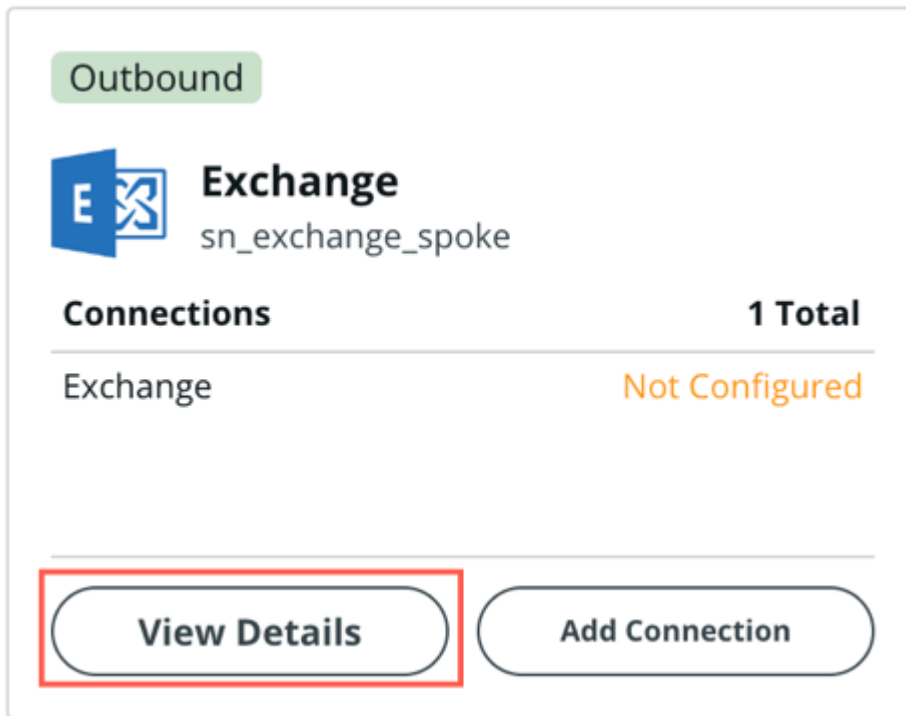 Outbound
E
Exchange
sn_exchange_spoke
Connections 1 Total
Exchange Not Configured
View Details Add Connection